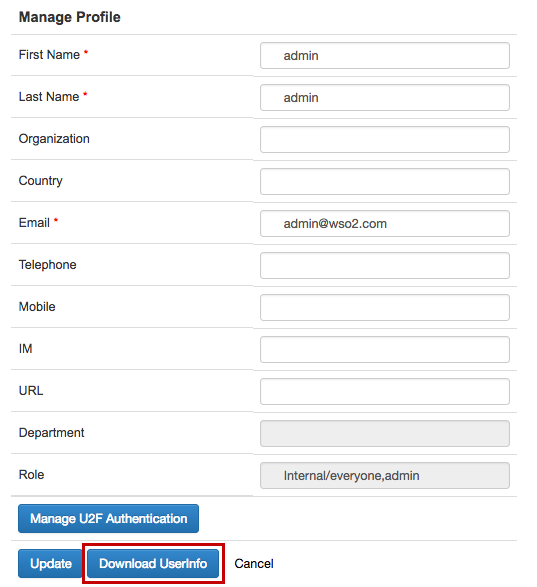 Manage Profile
First Name * admin
Last Name * admin
Organization
Country
Email * admin@wso2.com
Telephone
Mobile
IM
URL
Department
Role Internal/everyone,admin
Manage U2F Authentication
Update Download UserInfo Cancel